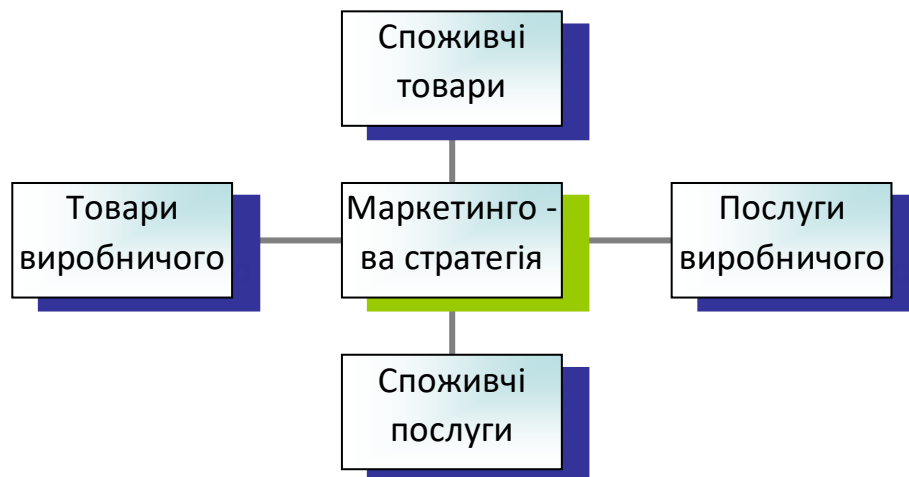 Споживчі
товари
Товари
виробничого
Маркетинго -
ва стратегія
Послуги
виробничого
Споживчі
послуги